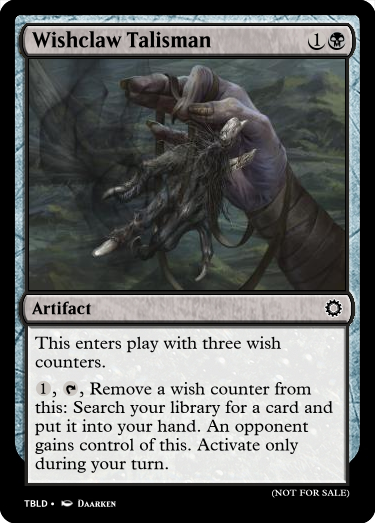 Wishclaw Talisman 1
Artifact
This enters play with three wish
counters.
1, , Remove a wish counter from
this: Search your library for a card and
put it into your hand. An opponent
gains control of this. Activate only
during your turn.
(NOT FOR SALE)
TBLD • Daarken